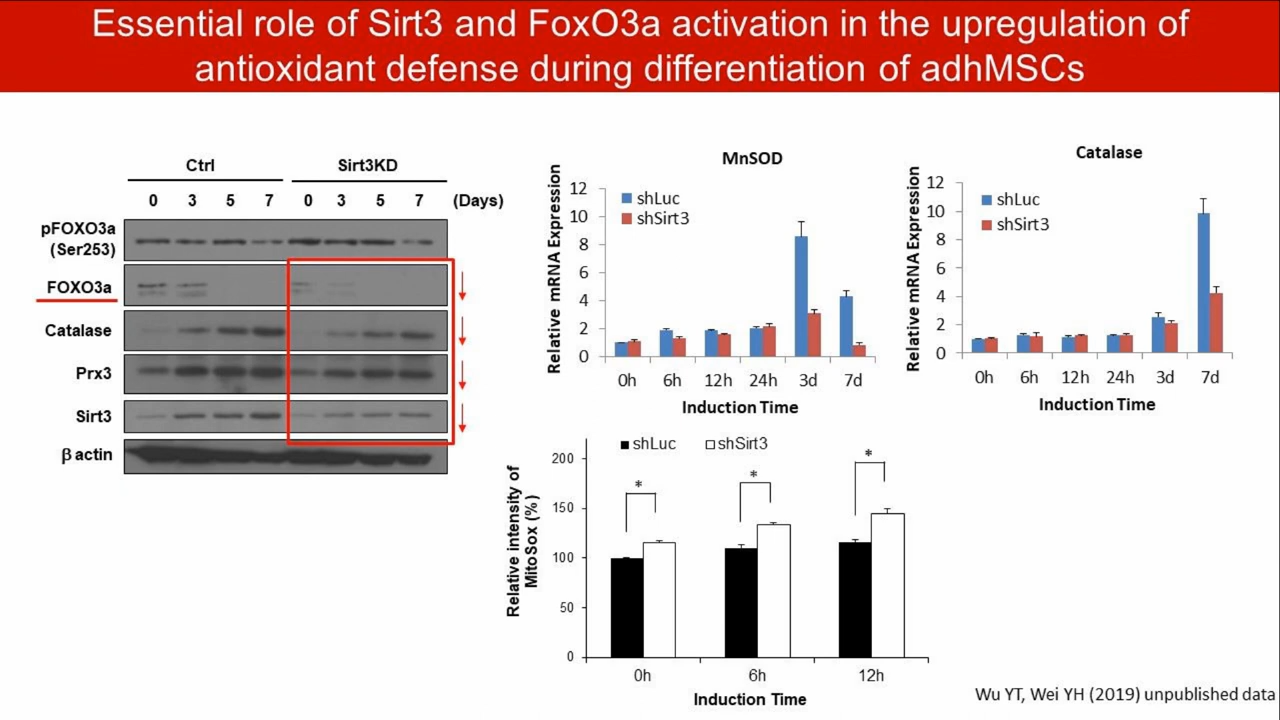 Essential role of Sirt3 and FoxO3a activation in the upregulation of
antioxidant defense during differentiation of adhMSCs
Ctrl
Sirt3KD
0 3 5 7 0 3 5 7 (Days)
pFOXO3a
(Ser253)
FOXO3a
Catalase
Prx3
Sirt3
β actin
MnSOD
Relative mRNA Expression
12
10
8
6
4
2
0
shLuc
shSirt3
0h 6h 12h 24h 3d 7d
Induction Time
Catalase
Relative mRNA Expression
12
10
8
6
4
2
0
shLuc
shSirt3
0h 6h 12h 24h 3d 7d
Induction Time
Relative intensity of
MitoSox (%)
200
150
100
50
0
shLuc shSirt3
* * *
0h 6h 12h
Induction Time
Wu YT, Wei YH (2019) unpublished data